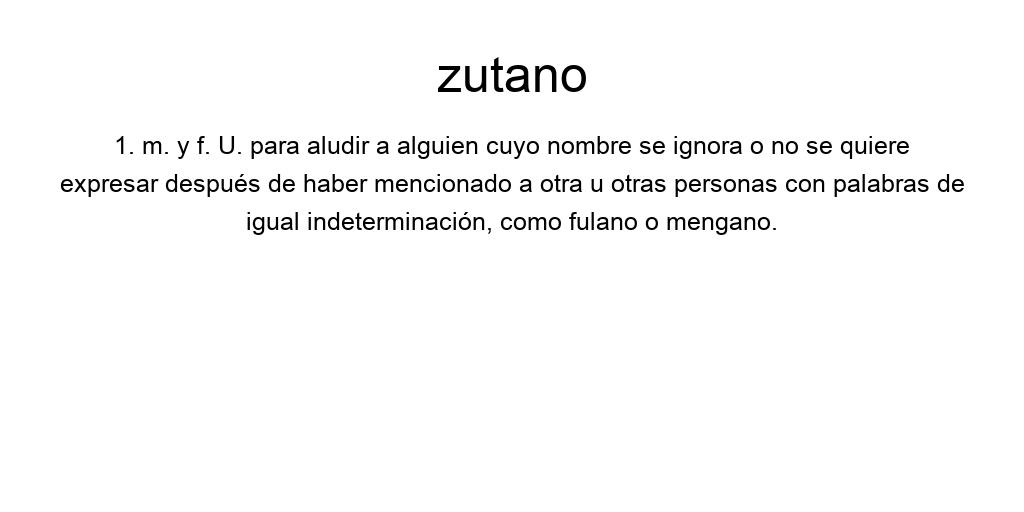 zutano
1. m. y f. U. para aludir a alguien cuyo nombre se ignora o no se quiere
expresar después de haber mencionado a otra u otras personas con palabras de
igual indeterminación, como fulano o mengano.